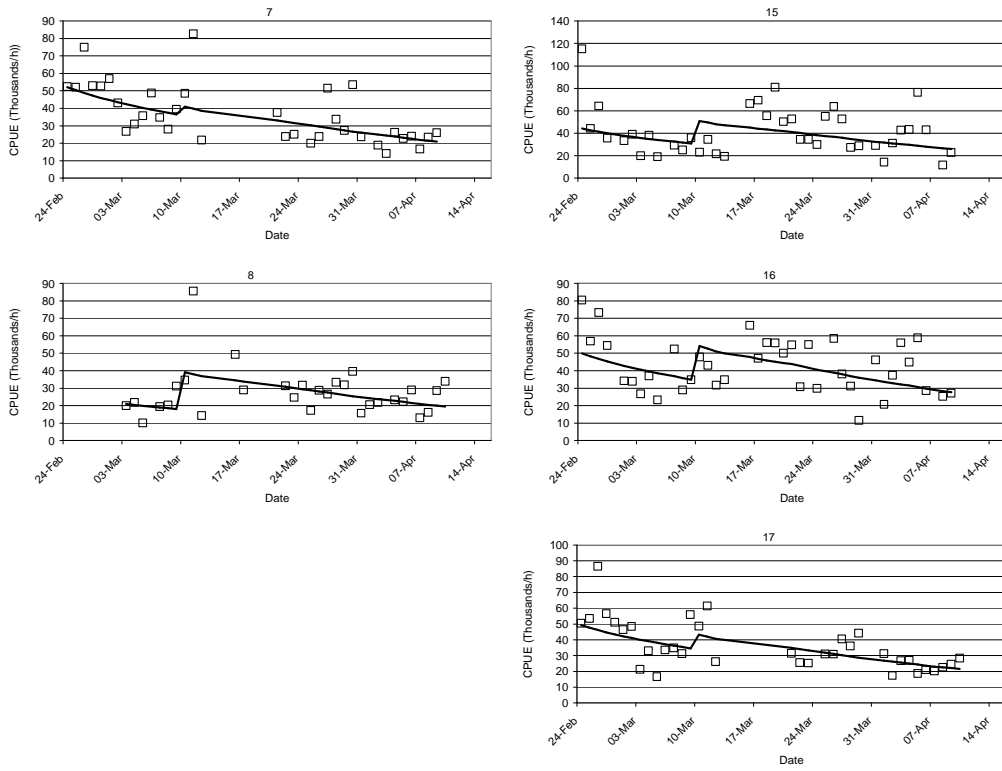 7
CPUE (Thousands/h))
90
80
70
60
50
40
30
20
10
0
24-Feb
03-Mar
10-Mar
17-Mar
24-Mar
31-Mar
07-Apr
14-Apr
Date
15
CPUE (Thousands/h)
140
120
100
80
60
40
20
0
24-Feb
03-Mar
10-Mar
17-Mar
24-Mar
31-Mar
07-Apr
14-Apr
Date
8
CPUE (Thousands/h)
90
80
70
60
50
40
30
20
10
0
24-Feb
03-Mar
10-Mar
17-Mar
24-Mar
31-Mar
07-Apr
14-Apr
Date
16
CPUE (Thousands/h)
90
80
70
60
50
40
30
20
10
0
24-Feb
03-Mar
10-Mar
17-Mar
24-Mar
31-Mar
07-Apr
14-Apr
Date
17
CPUE (Thousands/h)
100
90
80
70
60
50
40
30
20
10
0
24-Feb
03-Mar
10-Mar
17-Mar
24-Mar
31-Mar
07-Apr
14-Apr
Date